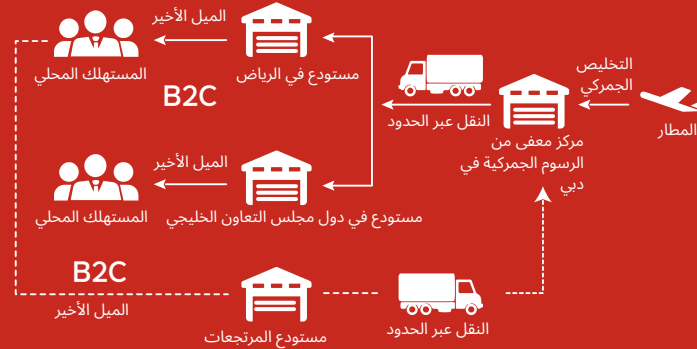 المطار
التخليص
الجمركي
مركز معفى من
الرسوم الجمركية في
دبي
النقل عبر الحدود
مستودع في الرياض
الميل الأخير
المستهلك المحلي
B2C
مستودع في دول مجلس التعاون الخليجي
الميل الأخير
المستهلك المحلي
B2C
الميل الأخير
مستودع المرتجعات
النقل عبر الحدود